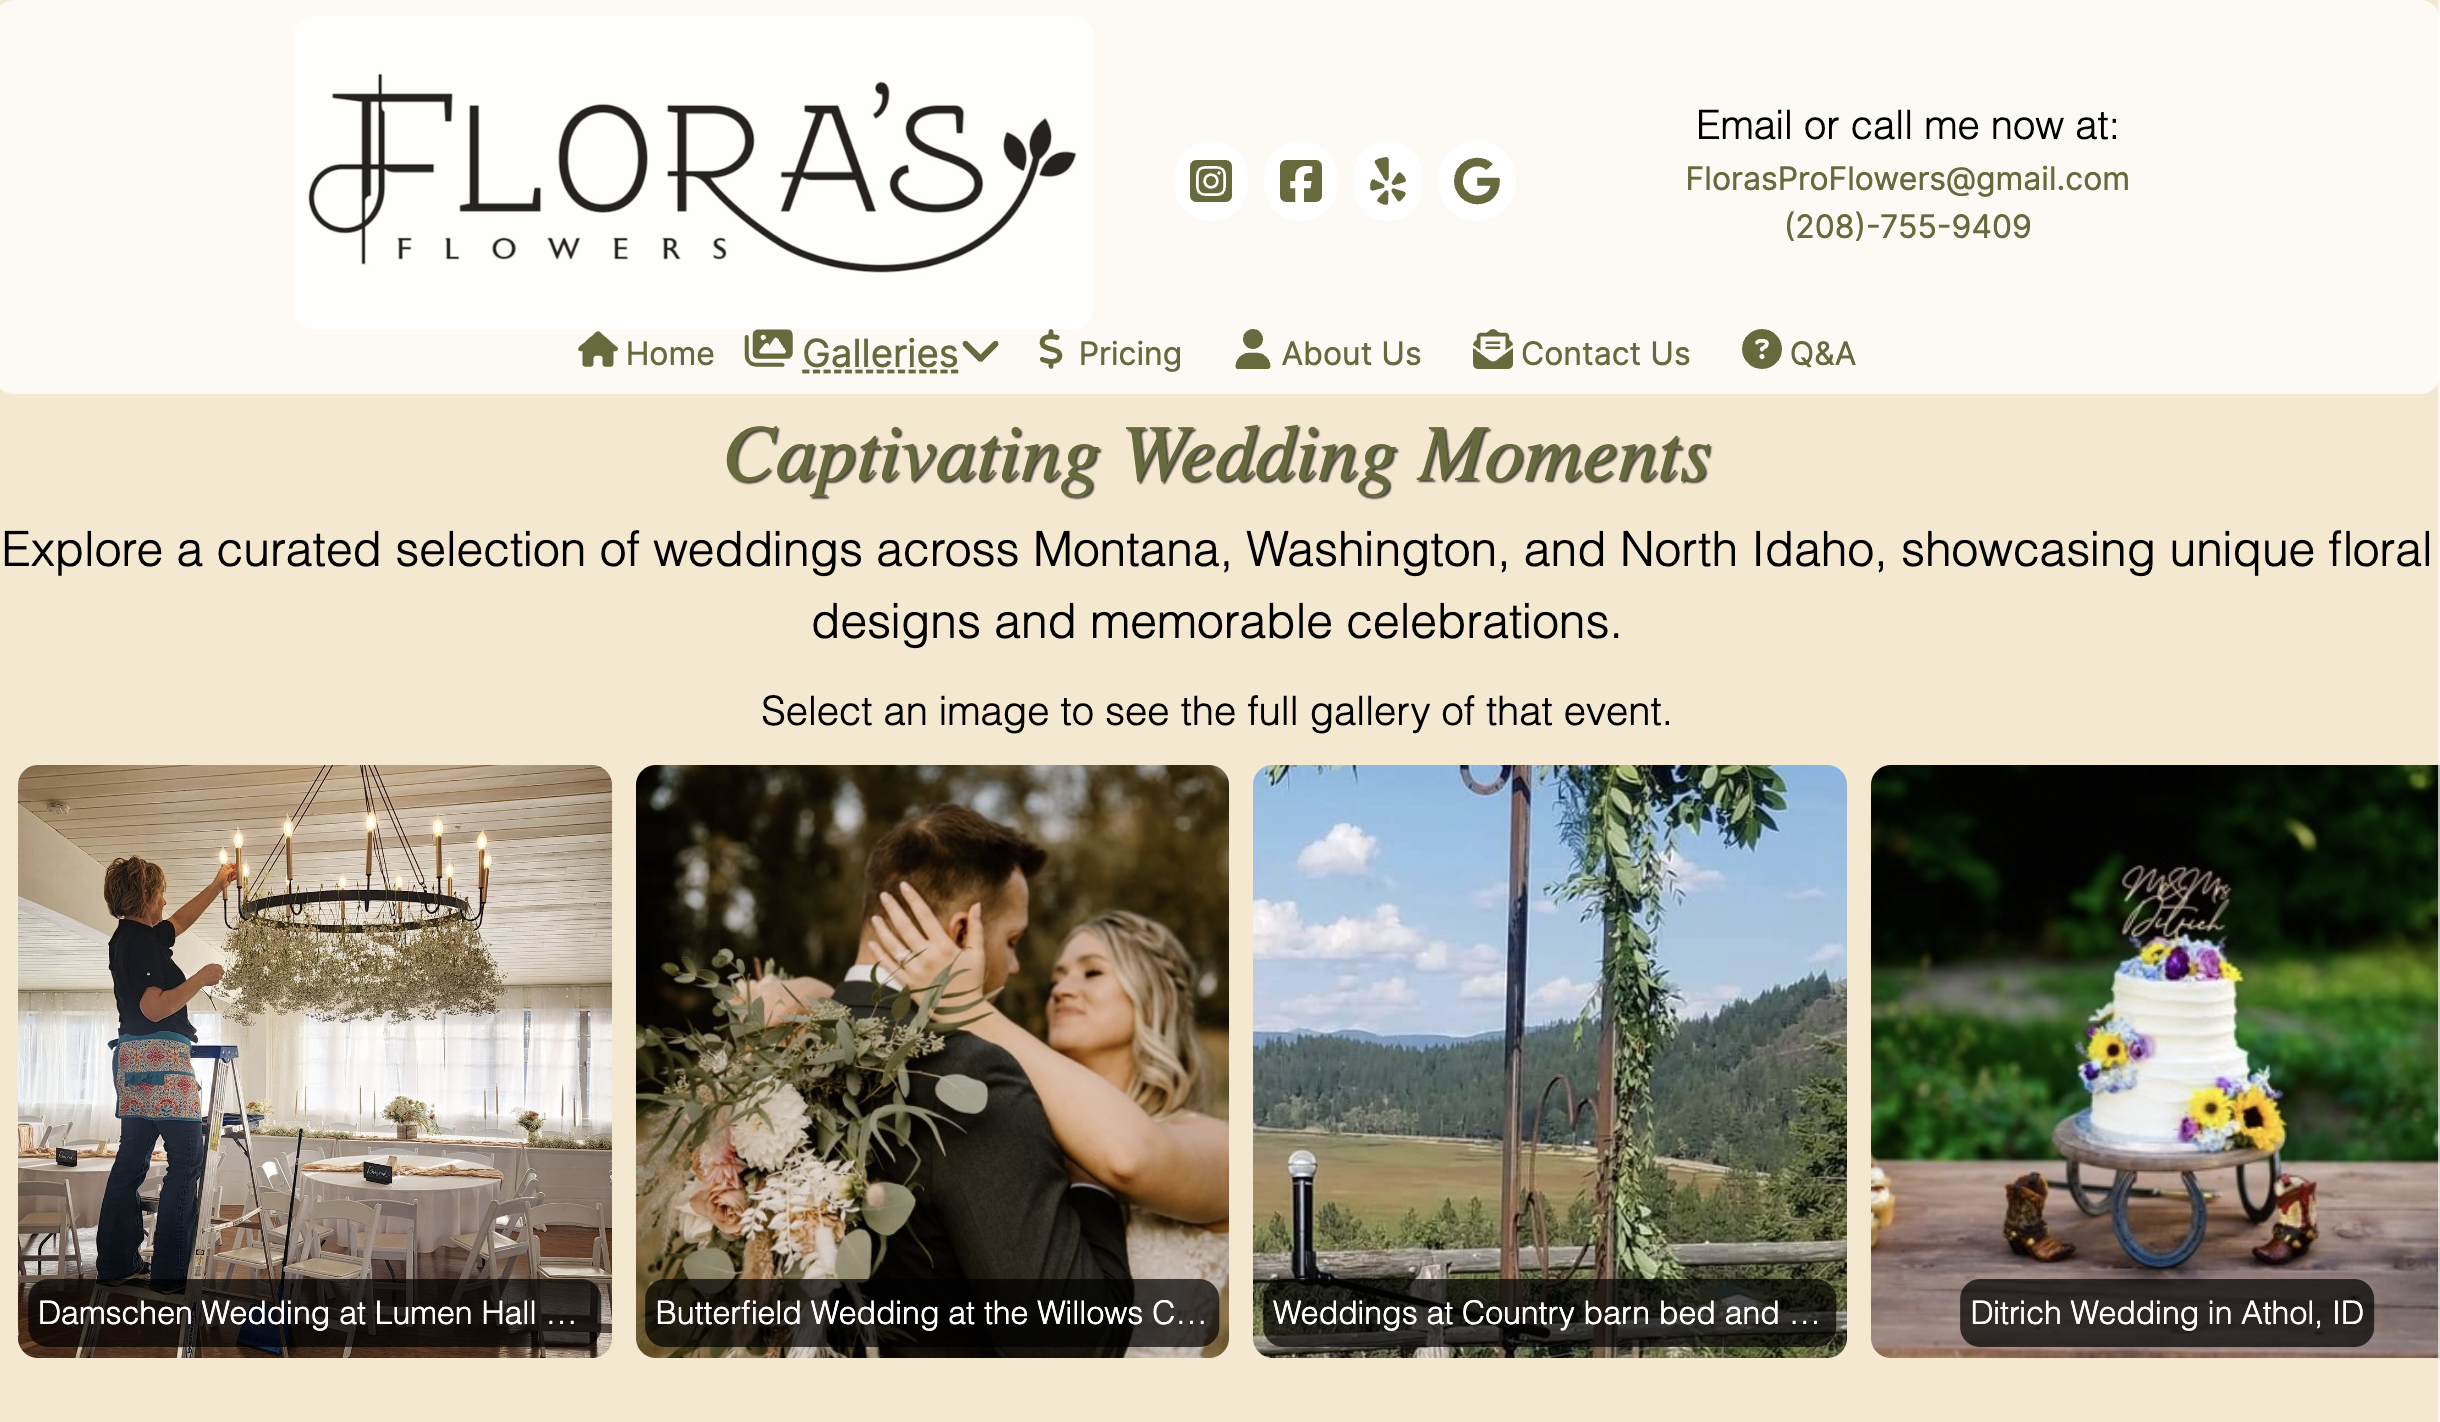 FLORA'S
FLOWERS
Email or call me now at:
FlorasProFlowers@gmail.com
(208)-755-9409
Home Galleries Pricing About Us Contact Us Q&A
Captivating Wedding Moments
Explore a curated selection of weddings across Montana, Washington, and North Idaho, showcasing unique floral
designs and memorable celebrations.
Select an image to see the full gallery of that event.
Mr&Mrs
Ditrich
Damschen Wedding at Lumen Hall ...
Butterfield Wedding at the Willows C...
Weddings at Country barn bed and ...
Ditrich Wedding in Athol, ID